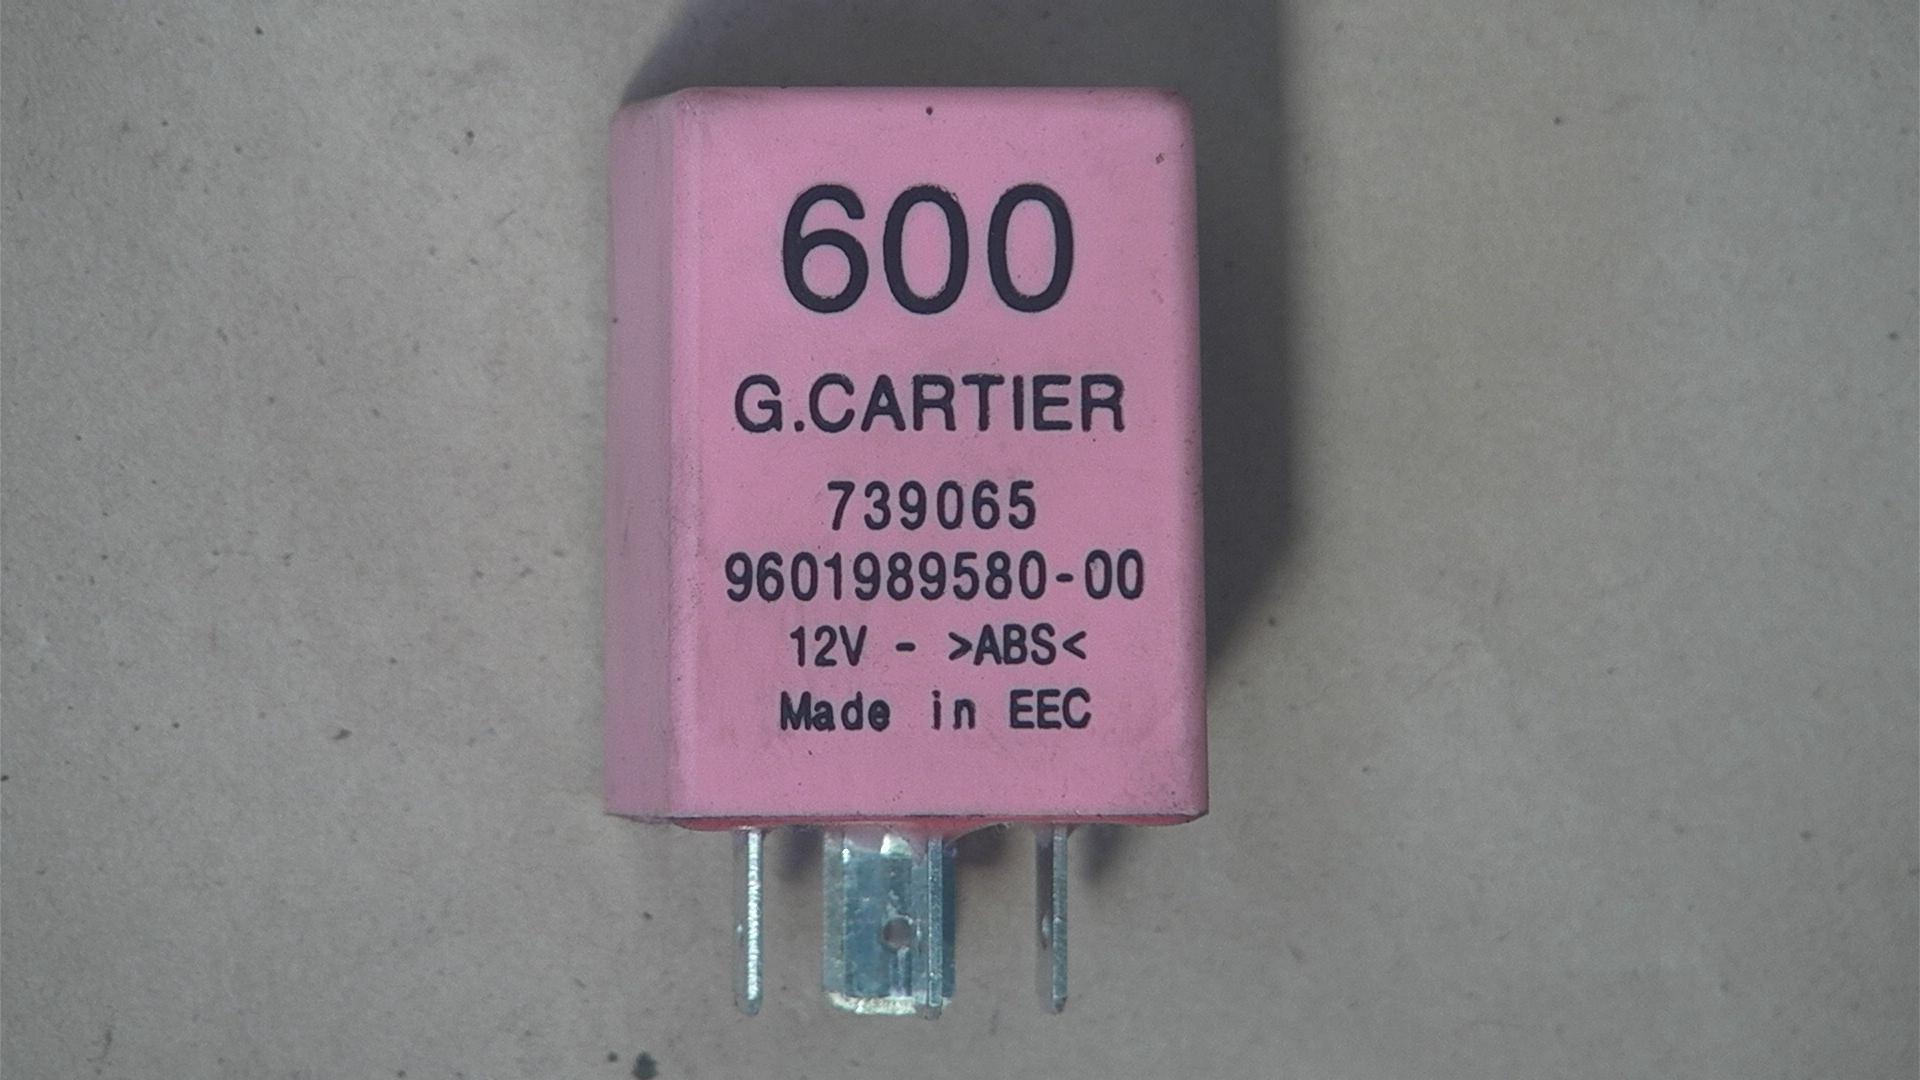 600
G.CARTIER
739065
9601989580-00
12V - >ABS<
Made in EEC